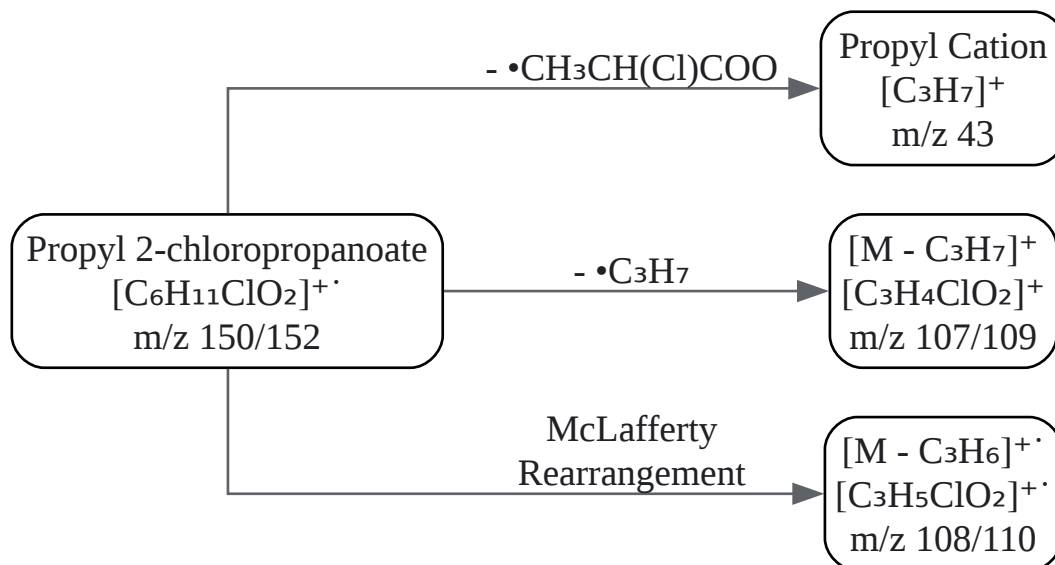 - •CH₃CH(Cl)COO
Propyl Cation
[C₃H₇]⁺
m/z 43
Propyl 2-chloropropanoate
[C₆H₁₁ClO₂]⁺˙
m/z 150/152
- •C₃H₇
[M - C₃H₇]⁺
[C₃H₄ClO₂]⁺
m/z 107/109
McLafferty
Rearrangement
[M - C₃H₆]⁺˙
[C₃H₅ClO₂]⁺˙
m/z 108/110